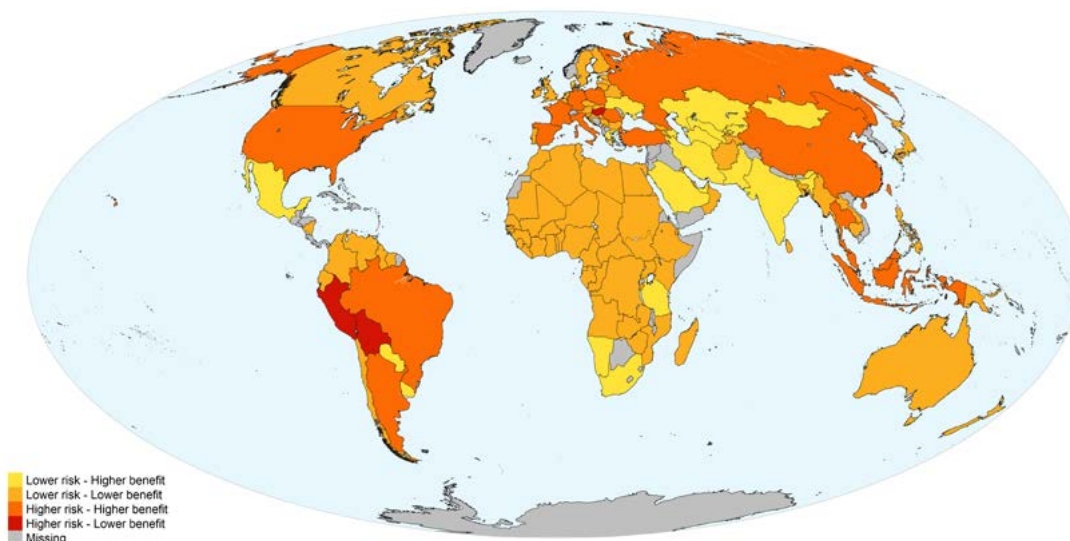 Lower risk - Higher benefit
Lower risk - Lower benefit
Higher risk - Higher benefit
Higher risk - Lower benefit
Missing